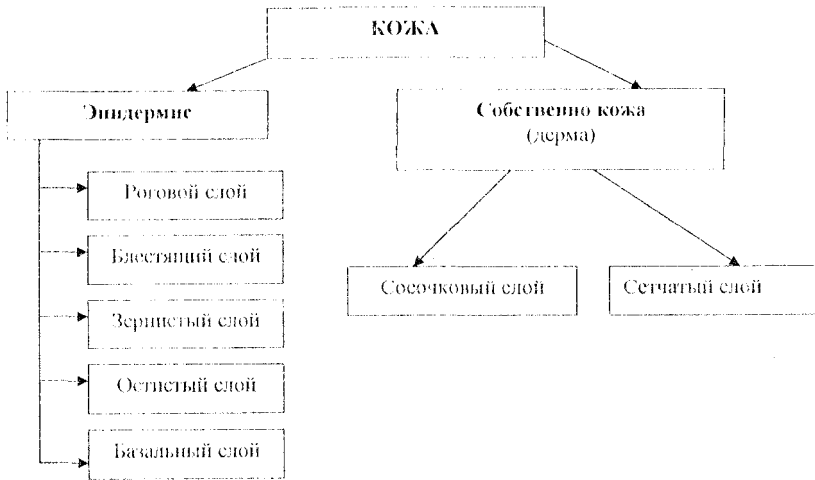 КОЖА
Эпидермис
Собственно кожа
(дерма)
Роговой слой
Блестящий слой
Зернистый слой
Остистый слой
Базальный слой
Сосочковый слой
Сетчатый слой